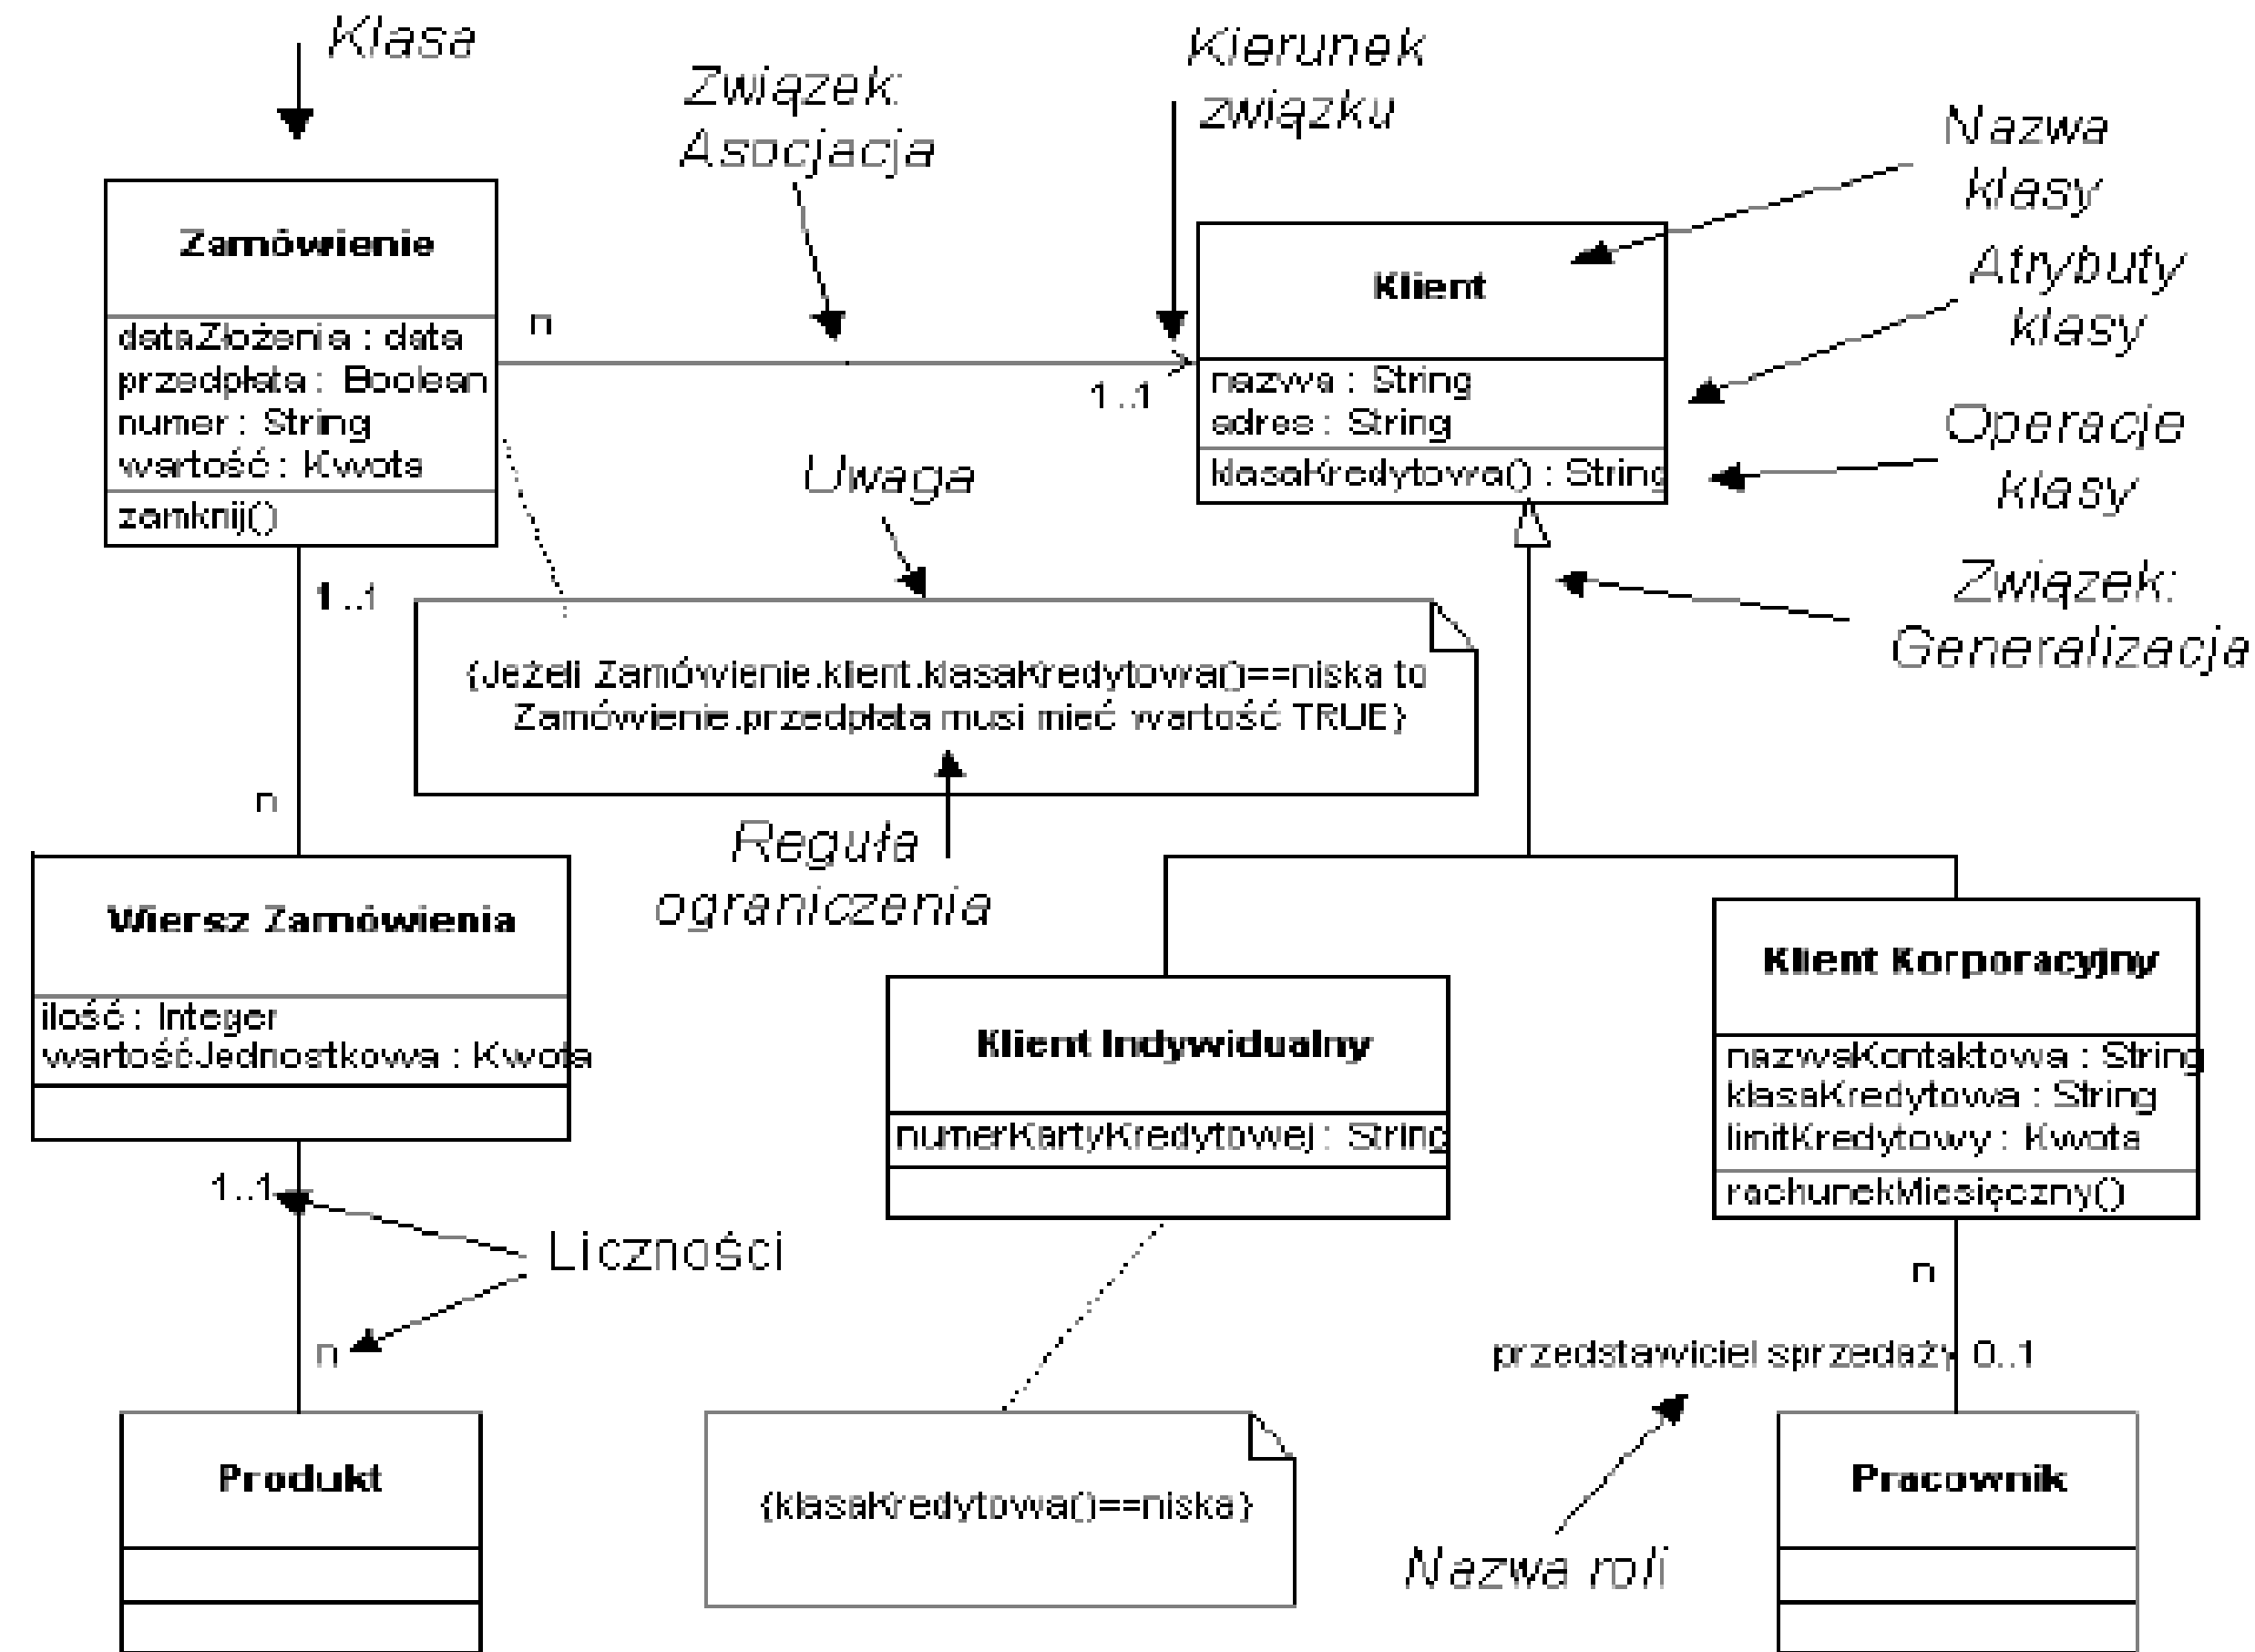 Klasa
Związek:
Asocjacja
Kierunek
związku
Nazwa
klasy
Atrybuty
klasy
Operacje
klasy
Związek:
Generalizacja
Zamówienie
dataZłożenia : data
przedpłata : Boolean
numer : String
wartość : Kwota
zamknij()
n
1..1
Klient
nazwa : String
adres : String
klasaKredytowa() : String
Uwaga
1..1
{Jeżeli Zamówienie.klient.klasaKredytowa()==niska to
Zamówienie.przedpłata musi mieć wartość TRUE}
n
Reguła
ograniczenia
Wiersz Zamówienia
ilość : Integer
wartośćJednostkowa : Kwota
Klient Indywidualny
numerKartyKredytowej : String
Klient Korporacyjny
nazwaKontaktowa : String
klasaKredytowa : String
limitKredytowy : Kwota
rachunekMiesięczny()
1..1
Liczności
n
n
przedstawiciel sprzedaży 0..1
Produkt
{klasaKredytowa()==niska}
Nazwa roli
Pracownik